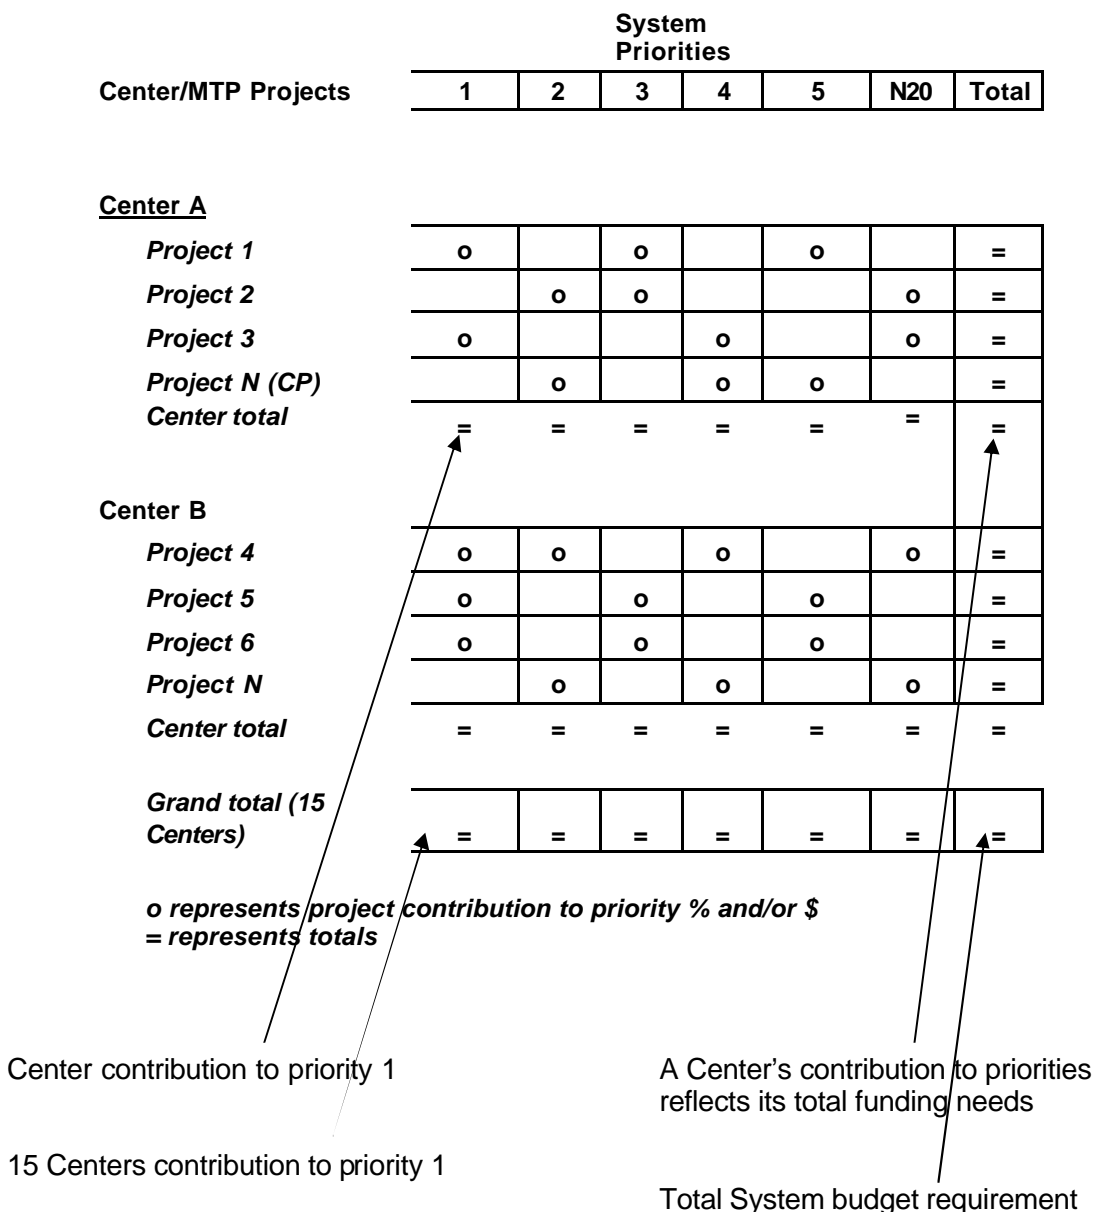 System
Priorities
Center/MTP Projects 1 2 3 4 5 N20 Total
Center A
Project 1 o o o =
Project 2 o o o =
Project 3 o o o =
Project N (CP) o o o =
Center total = = = = = = =
Center B
Project 4 o o o o =
Project 5 o o o =
Project 6 o o o =
Project N o o o =
Center total = = = = = = =
Grand total (15
Centers) = = = = = = =
o represents project contribution to priority % and/or $
= represents totals
Center contribution to priority 1
A Center’s contribution to priorities
reflects its total funding needs
15 Centers contribution to priority 1
Total System budget requirement